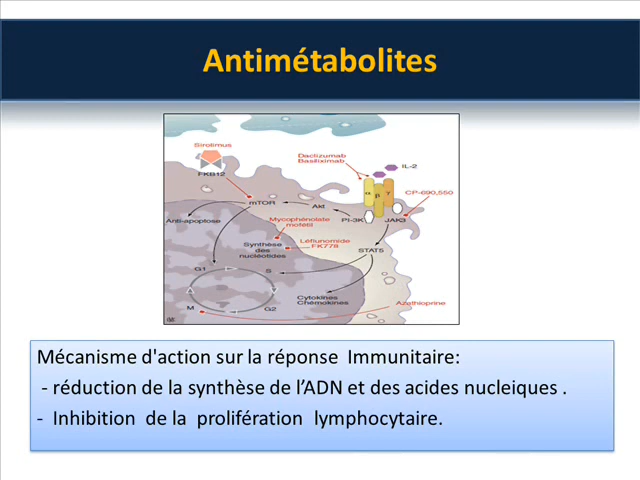 Antimétabolites
Sirolimus
FKB12
Daclizumab
Basiliximab
IL-2
α
β
γ
CP-690,550
mTOR
Akt
PI-3K
JAK3
Anti-apoptose
Mycophénolate
mofétil
Synthèse
des
nucléotides
Léflunomide
FK778
STAT5
G1
S
M
G2
Cytokines
Chémokines
Azathioprine
Mécanisme d'action sur la réponse Immunitaire:
- réduction de la synthèse de l’ADN et des acides nucleiques .
- Inhibition de la prolifération lymphocytaire.